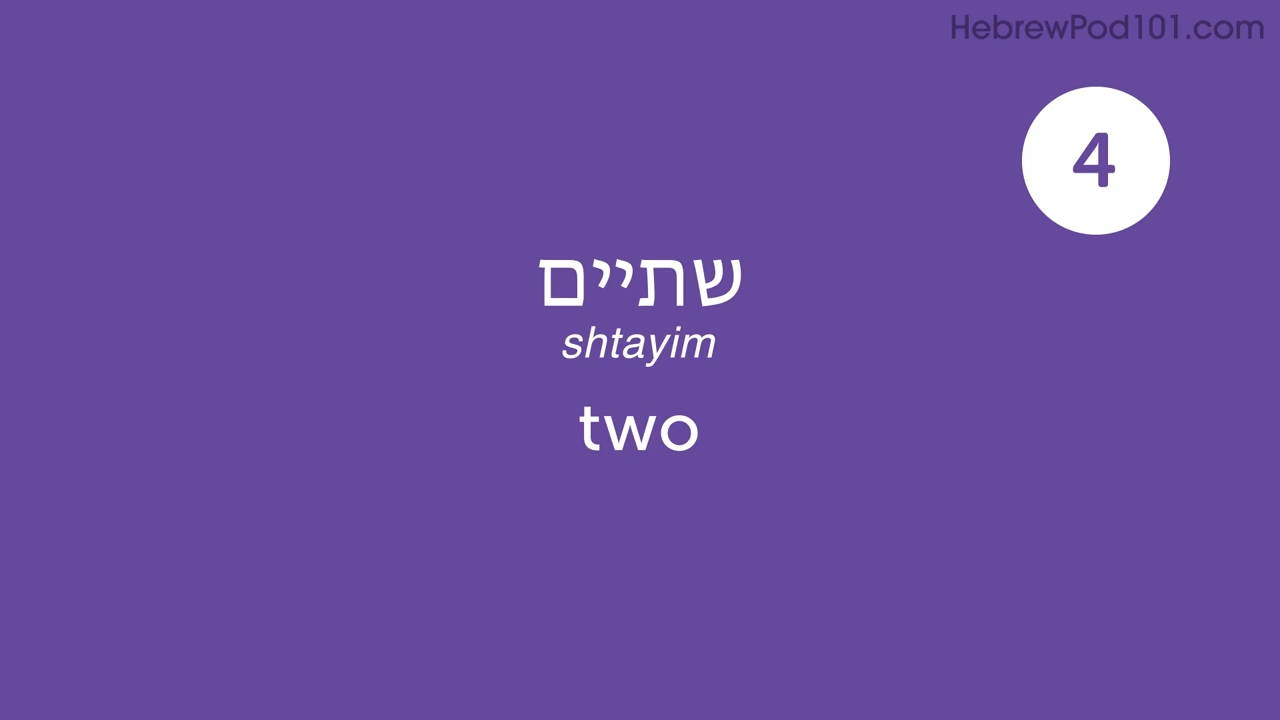 HebrewPod101.com
4
שתיים
shtayim
two